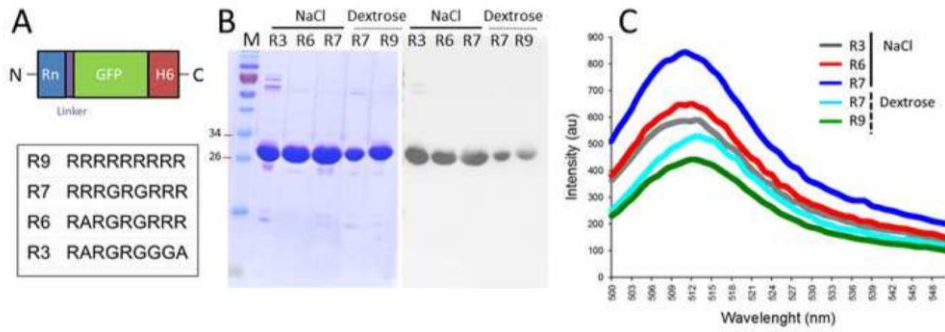 A
N Rn GFP H6 C
Linker
R9 RRRRRRRRR
R7 RRRGRGRRR
R6 RARGRGRRR
R3 RARGRGGGA
B
NaCl Dextrose NaCl Dextrose
M R3 R6 R7 R7 R9 R3 R6 R7 R7 R9
34
26
C
Intensity (au)
900
800
700
600
500
400
300
200
100
0
500 503 506 509 512 515 518 521 524 527 530 533 536 539 542 545 548
Wavelenght (nm)
R3
R6 NaCl
R7
R7 Dextrose
R9